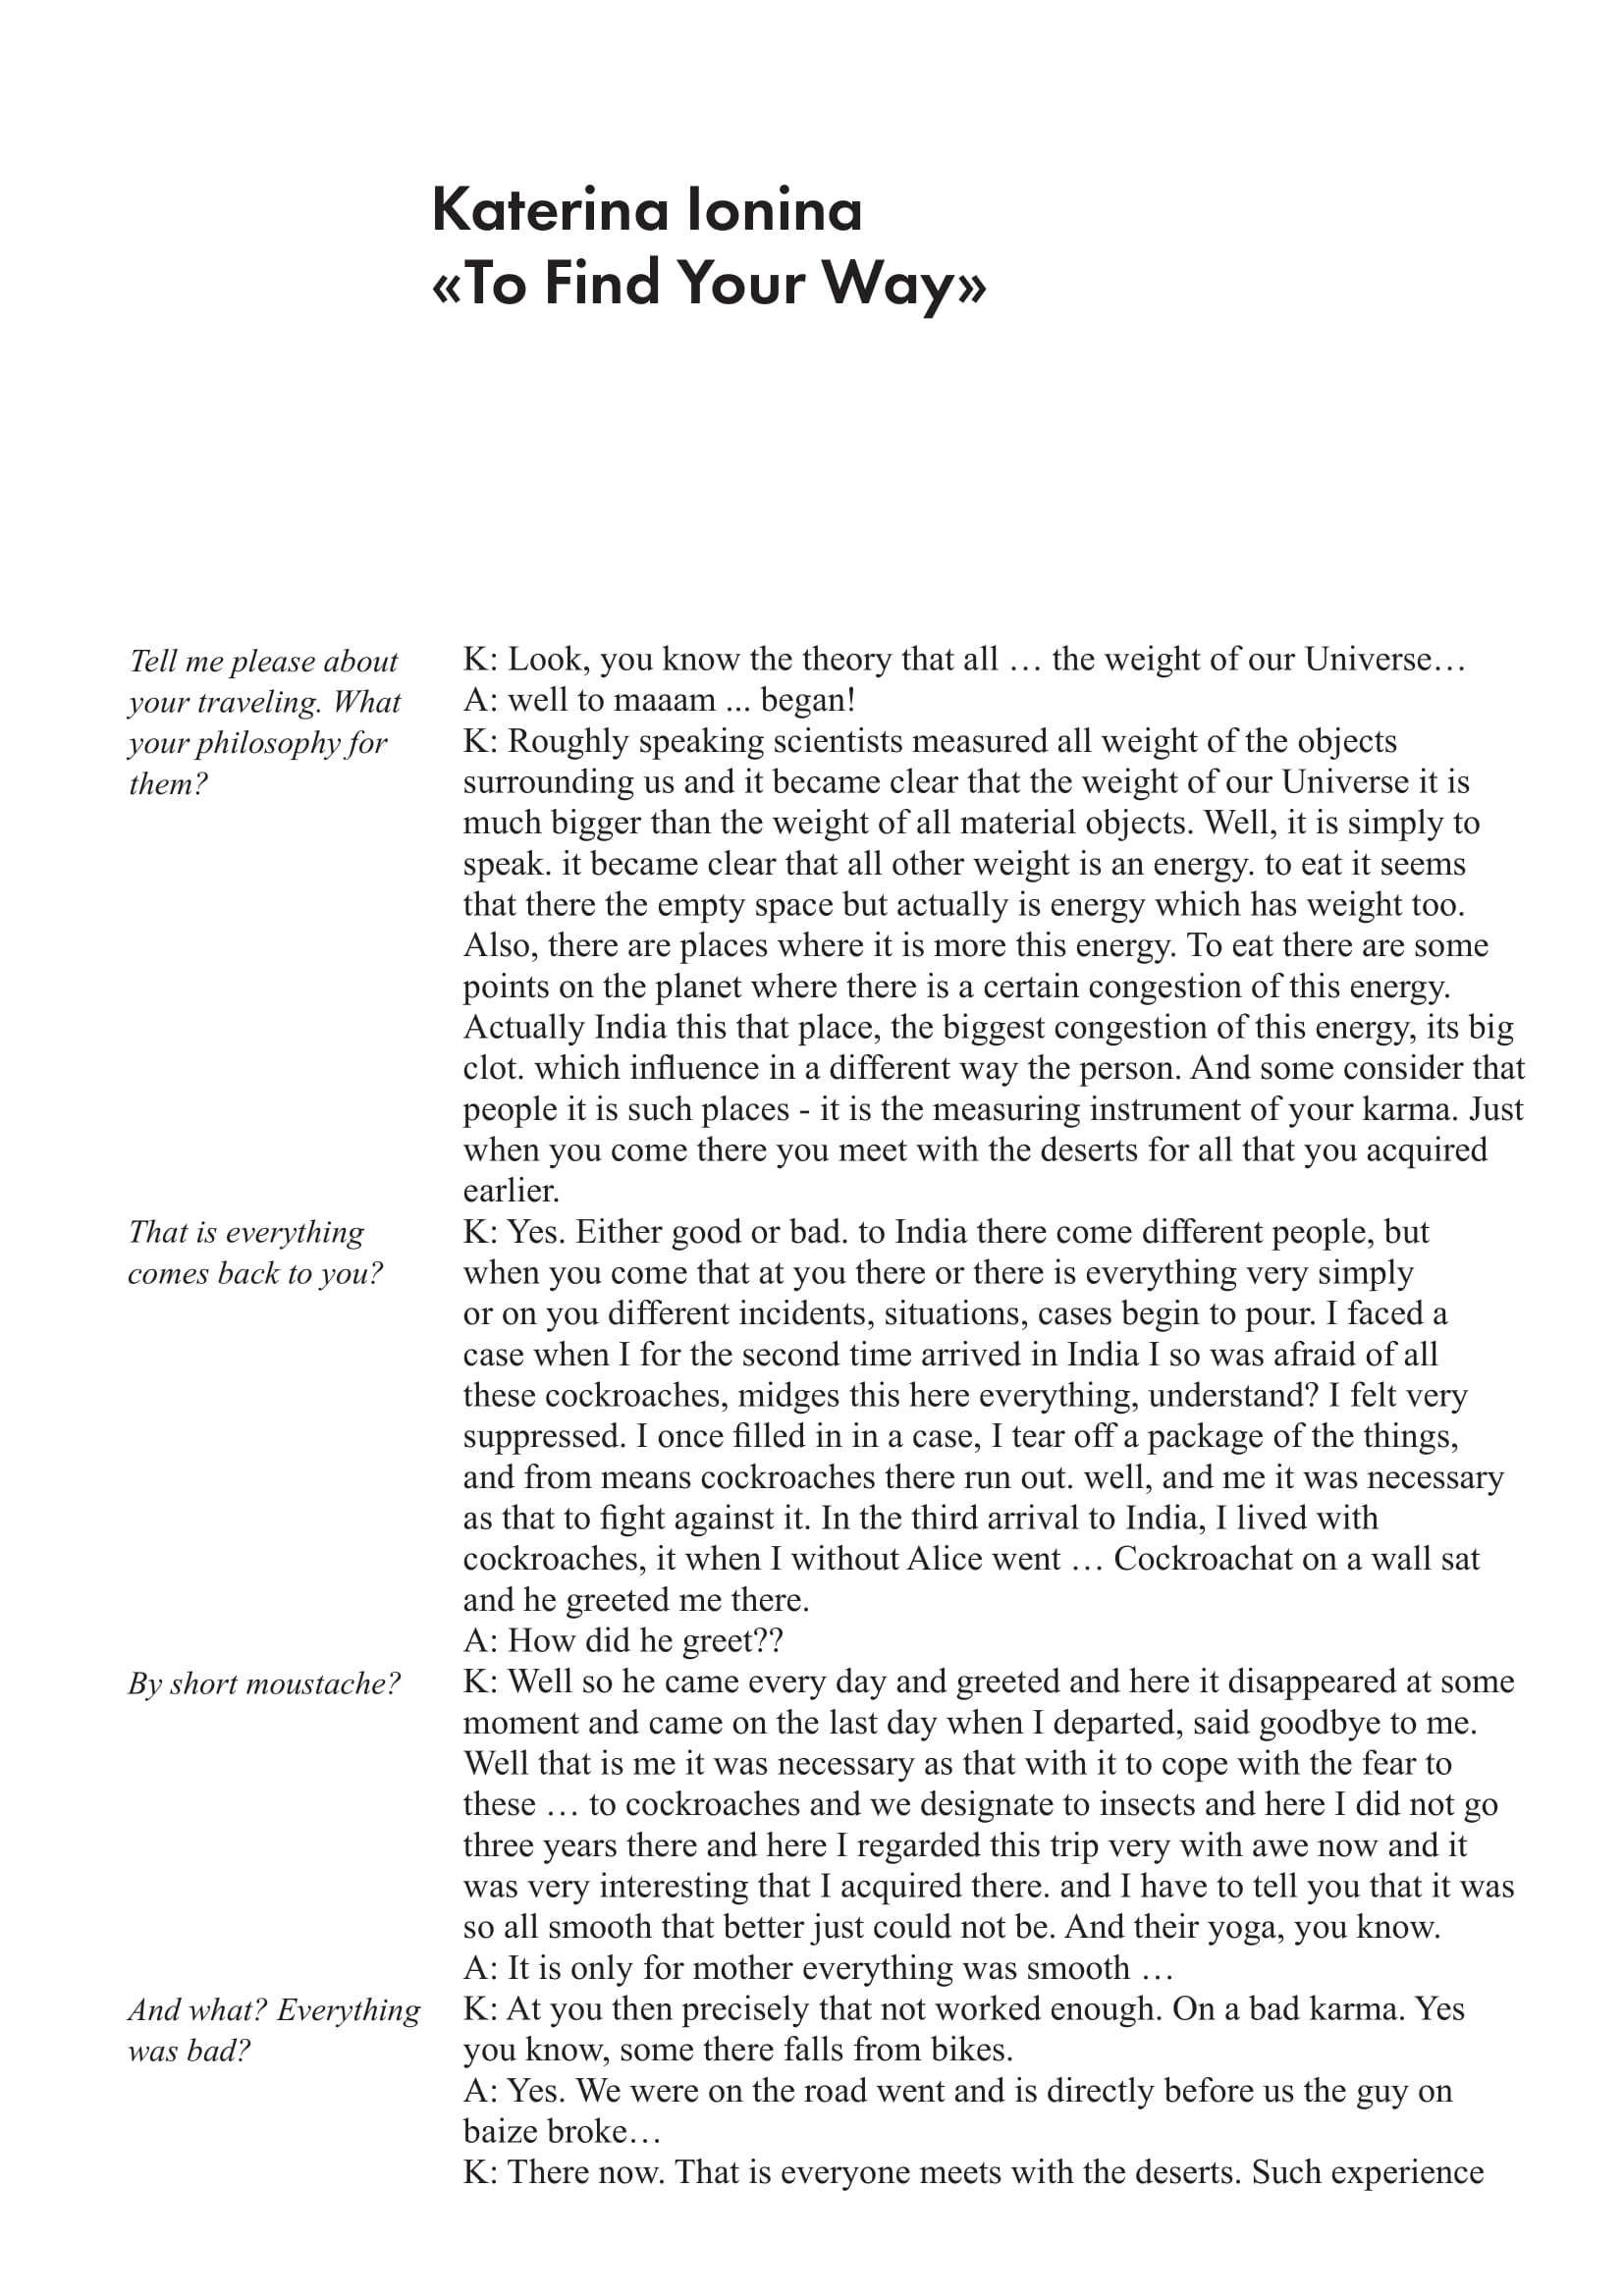 Katerina Ionina
«To Find Your Way»
Tell me please about
your traveling. What
your philosophy for
them?
K: Look, you know the theory that all … the weight of our Universe…
A: well to maaam ... began!
K: Roughly speaking scientists measured all weight of the objects
surrounding us and it became clear that the weight of our Universe it is
much bigger than the weight of all material objects. Well, it is simply to
speak. it became clear that all other weight is an energy. to eat it seems
that there the empty space but actually is energy which has weight too.
Also, there are places where it is more this energy. To eat there are some
points on the planet where there is a certain congestion of this energy.
Actually India this that place, the biggest congestion of this energy, its big
clot. which influence in a different way the person. And some consider that
people it is such places - it is the measuring instrument of your karma. Just
when you come there you meet with the deserts for all that you acquired
earlier.
That is everything
comes back to you?
K: Yes. Either good or bad. to India there come different people, but
when you come that at you there or there is everything very simply
or on you different incidents, situations, cases begin to pour. I faced a
case when I for the second time arrived in India I so was afraid of all
these cockroaches, midges this here everything, understand? I felt very
suppressed. I once filled in in a case, I tear off a package of the things,
and from means cockroaches there run out. well, and me it was necessary
as that to fight against it. In the third arrival to India, I lived with
cockroaches, it when I without Alice went … Cockroachat on a wall sat
and he greeted me there.
A: How did he greet??
By short moustache?
K: Well so he came every day and greeted and here it disappeared at some
moment and came on the last day when I departed, said goodbye to me.
Well that is me it was necessary as that with it to cope with the fear to
these … to cockroaches and we designate to insects and here I did not go
three years there and here I regarded this trip very with awe now and it
was very interesting that I acquired there. and I have to tell you that it was
so all smooth that better just could not be. And their yoga, you know.
A: It is only for mother everything was smooth …
And what? Everything
was bad?
K: At you then precisely that not worked enough. On a bad karma. Yes
you know, some there falls from bikes.
A: Yes. We were on the road went and is directly before us the guy on
baize broke…
K: There now. That is everyone meets with the deserts. Such experience